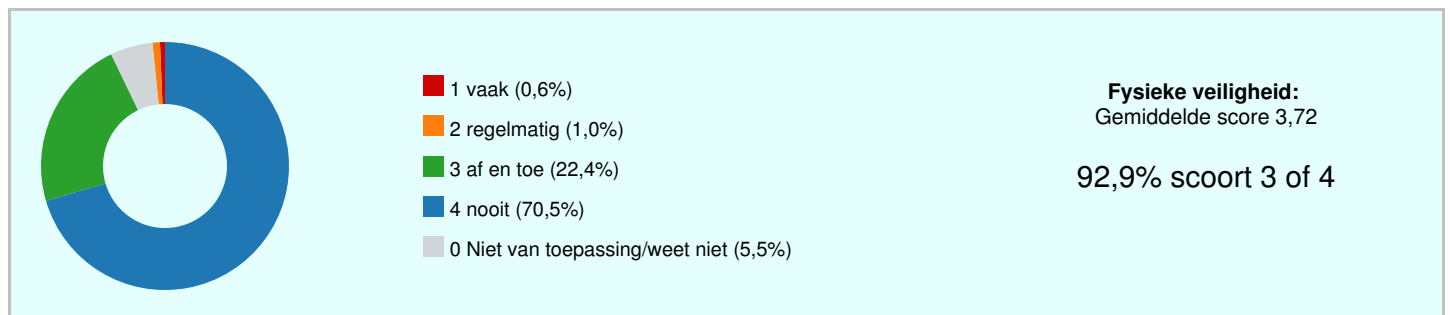 1 vaak (0,6%)
2 regelmatig (1,0%)
3 af en toe (22,4%)
4 nooit (70,5%)
0 Niet van toepassing/weet niet (5,5%)
Fysieke veiligheid:
Gemiddelde score 3,72
92,9% scoort 3 of 4